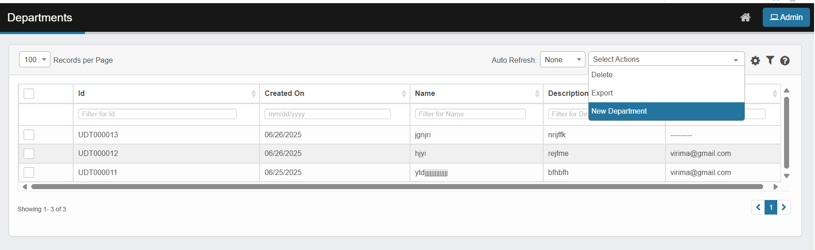 Departments
Admin
100 Records per Page Auto Refresh: None Select Actions
Delete
Export
New Department
Id Created On Name Description
Filter for Id mm/dd/yyyy Filter for Name Filter for De
UDT000013 06/26/2025 jgnjri nrijffk ----------
UDT000012 06/26/2025 hjyi rejfme virima@gmail.com
UDT000011 06/25/2025 bfhbfh virima@gmail.com
Showing 1- 3 of 3
1